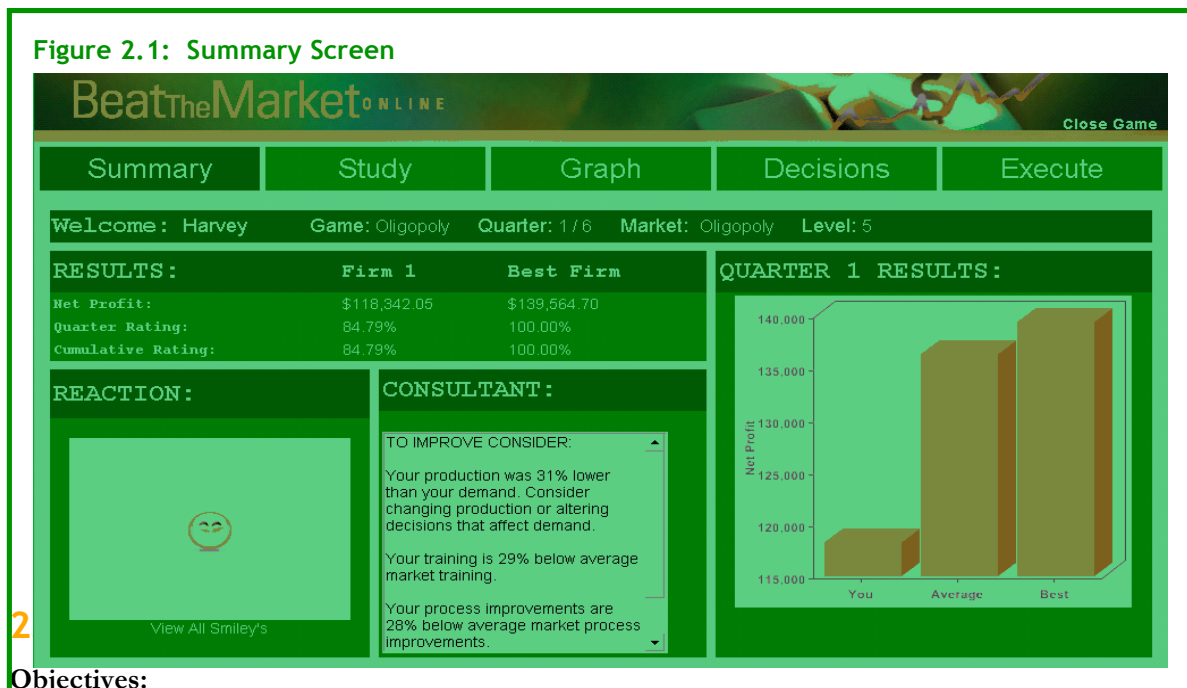 Figure 2.1: Summary Screen
BeatTheMarket ONLINE
Close Game
Summary Study Graph Decisions Execute
Welcome: Harvey Game: Oligopoly Quarter: 1 / 6 Market: Oligopoly Level: 5
RESULTS: Firm 1 Best Firm
Net Profit: $118,342.05 $139,564.70
Quarter Rating: 84.79% 100.00%
Cumulative Rating: 84.79% 100.00%
REACTION:
View All Smiley's
CONSULTANT:
TO IMPROVE CONSIDER:
Your production was 31% lower
than your demand. Consider
changing production or altering
decisions that affect demand.
Your training is 29% below average
market training.
Your process improvements are
28% below average market process
improvements.
QUARTER 1 RESULTS:
140,000
135,000
130,000
125,000
120,000
115,000
Net Profit
You Average Best
2
Objectives: